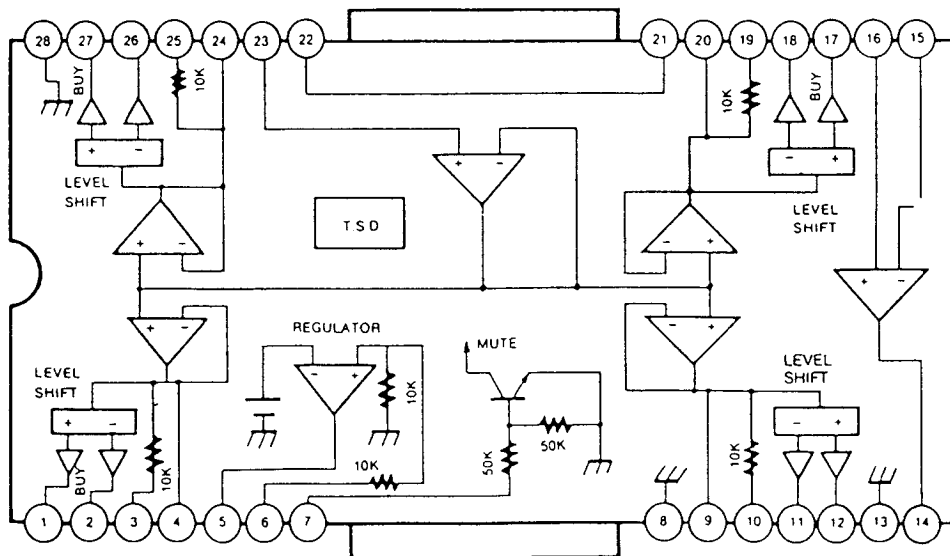 28 27 26 25 24 23 22 21 20 19 18 17 16 15
BUY 10K 10K BUY
+ - + - - +
LEVEL
SHIFT
TSD
LEVEL
SHIFT
+ - - + + -
+ - REGULATOR MUTE - +
LEVEL
SHIFT
- + 10K
LEVEL
SHIFT
+ - 50K - +
BUY 10K 10K 50K 10K
1 2 3 4 5 6 7 8 9 10 11 12 13 14